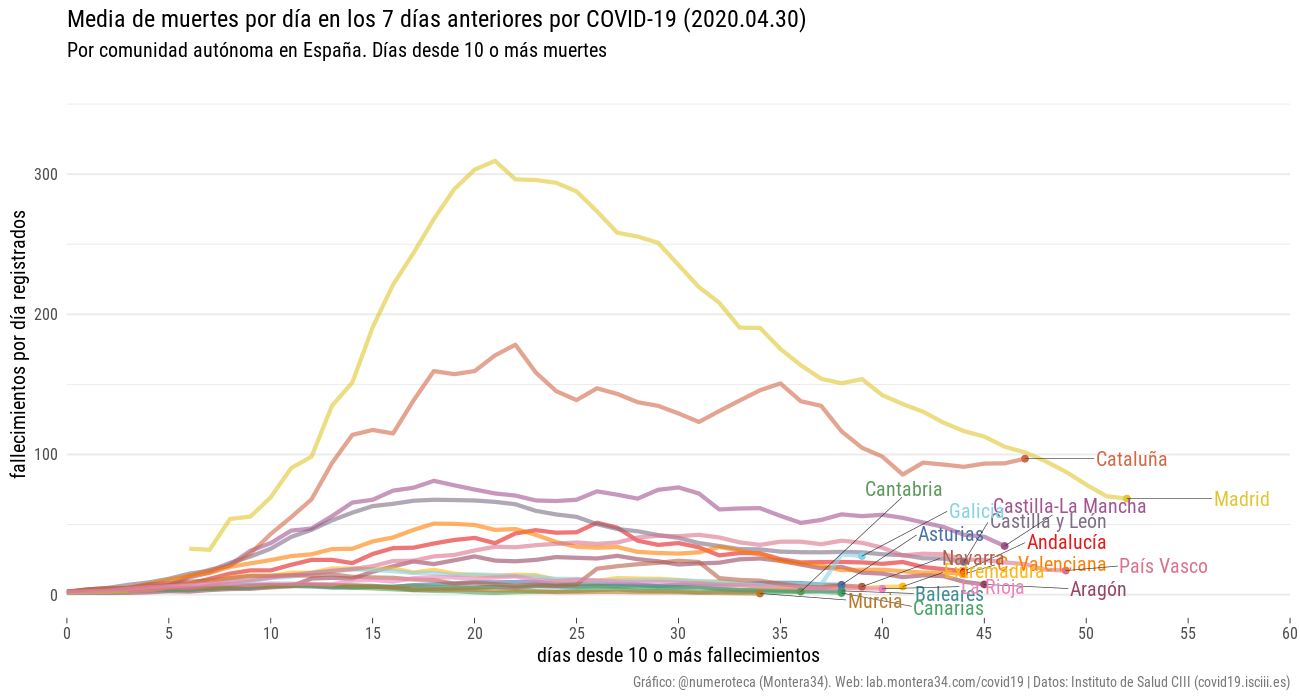 Media de muertes por día en los 7 días anteriores por COVID-19 (2020.04.30)
Por comunidad autónoma en España. Días desde 10 o más muertes
fallecimientos por día registrados
300
200
100
0
Cataluña
Cantabria
Madrid
Galicia
Castilla-La Mancha
Castilla y León
Asturias
Andalucía
Navarra
Extremadura
Valenciana
País Vasco
La Rioja
Aragón
Baleares
Murcia
Canarias
0 5 10 15 20 25 30 35 40 45 50 55 60
días desde 10 o más fallecimientos
Gráfico: @numeroteca (Montera34). Web: lab.montera34.com/covid19 | Datos: Instituto de Salud CIII (covid19.isciii.es)